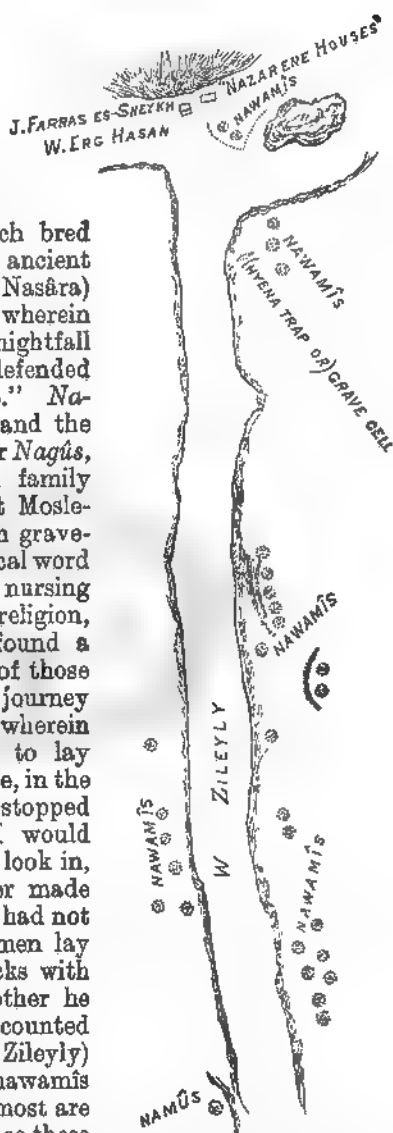 "NAZARENE HOUSES"
J. FARRAS ES-SHEYKH
NAWAMÎS
W. ERG HASAN
NAWAMÎS
(HYENA TRAP OR) GRAVE CELL
NAWAMÎS
W ZILEYLY
NAWAMÎS
NAWAMÎS
NAMÛS
ch bred
ancient
Nasâra)
wherein
nightfall
defended
." Na-
and the
r Nagûs,
family
t Mosle-
n grave-
cal word
nursing
religion,
found a
of those
journey
wherein
to lay
e, in the
stopped
would
look in,
or made
had not
men lay
cks with
other he
counted
Zileyly)
nawamîs
most are